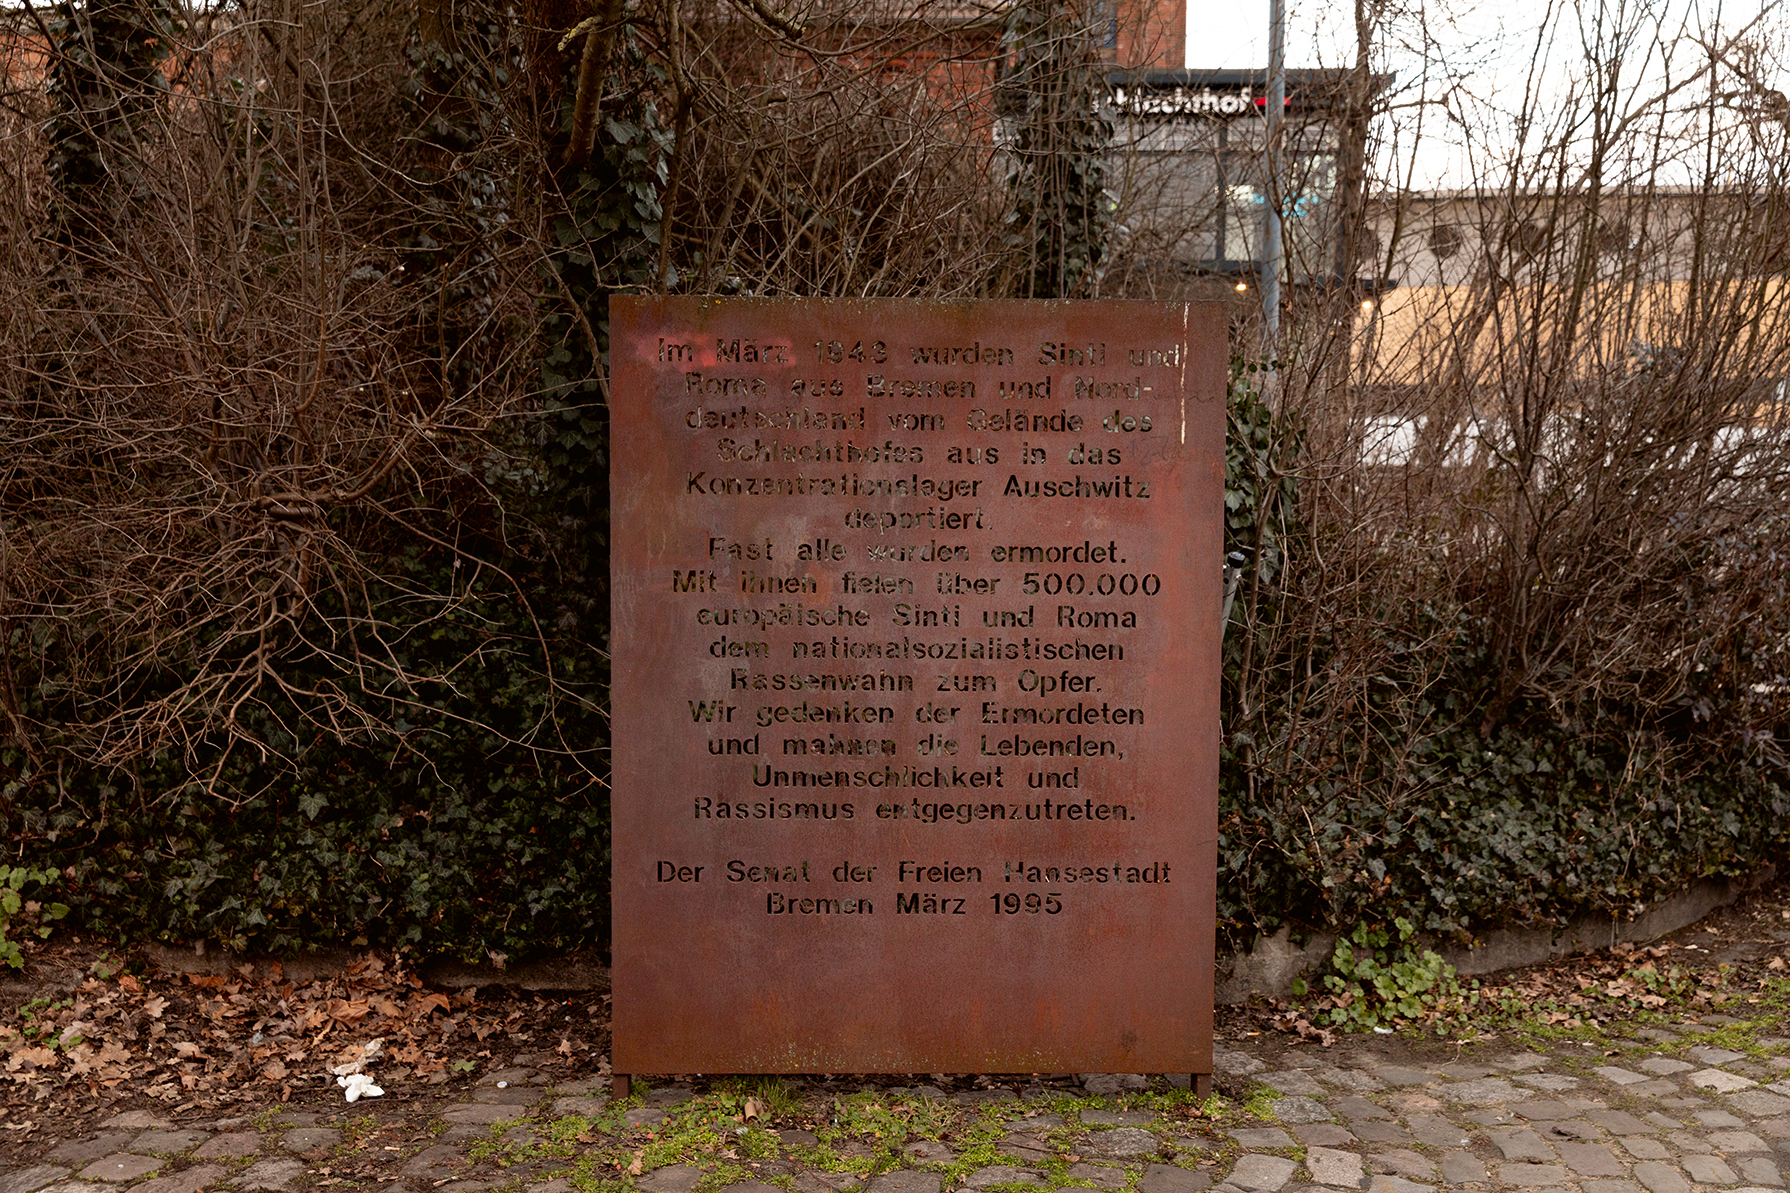 Schlachthof
Im März 1943 wurden Sinti und
Roma aus Bremen und Nord-
deutschland vom Gelände des
Schlachthofes aus in das
Konzentrationslager Auschwitz
deportiert.
Fast alle wurden ermordet.
Mit ihnen fielen über 500.000
europäische Sinti und Roma
dem nationalsozialistischen
Rassenwahn zum Opfer.
Wir gedenken der Ermordeten
und mahnen die Lebenden,
Unmenschlichkeit und
Rassismus entgegenzutreten.
Der Senat der Freien Hansestadt
Bremen März 1995